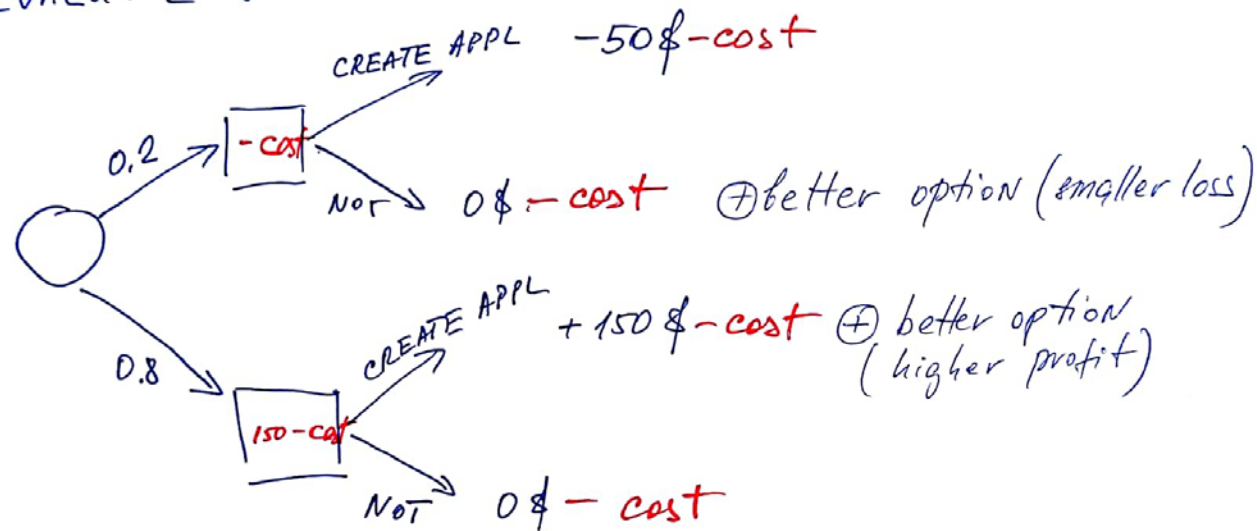 CREATE APPL -50$-cost
0.2
-cost
NOT 0$-cost ⊕better option (smaller loss)
CREATE APPL +150$-cost ⊕ better option
(higher profit)
0.8
150-cost
NOT 0$-cost